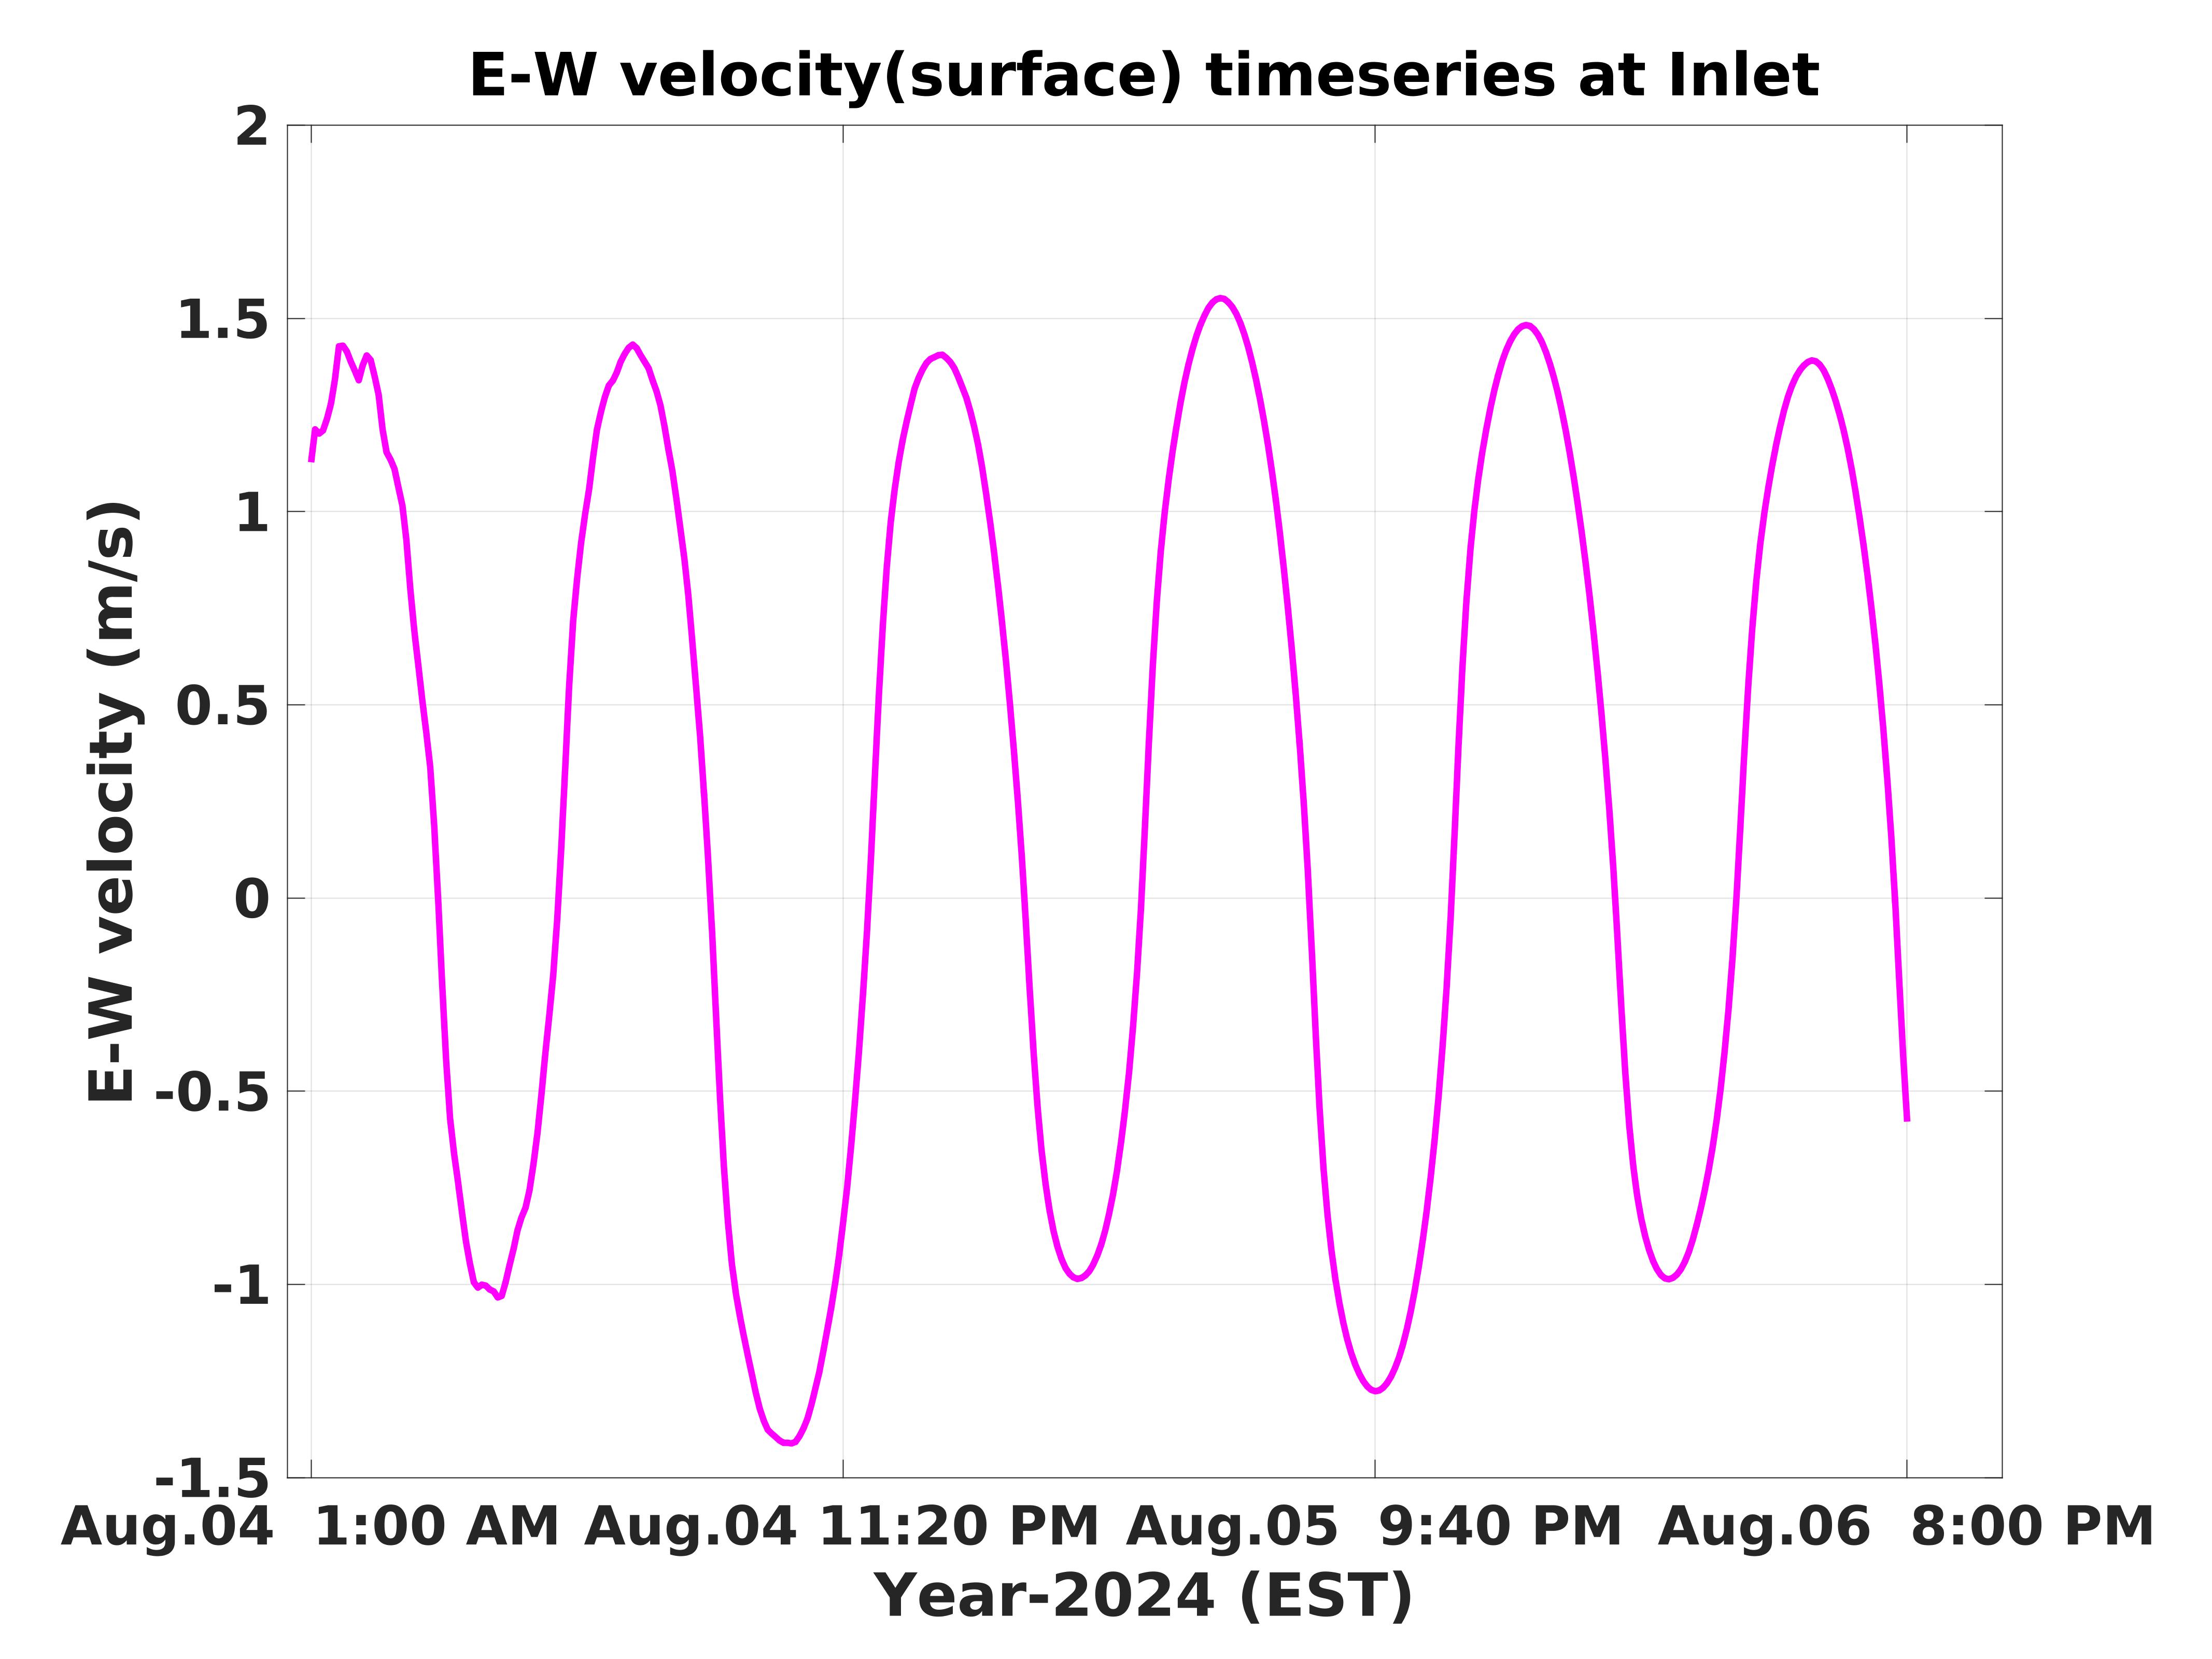 E-W velocity(surface) timeseries at Inlet
E-W velocity (m/s)
2
1.5
1
0.5
0
-0.5
-1
-1.5
Aug.04  1:00 AM
Aug.04 11:20 PM
Aug.05  9:40 PM
Aug.06  8:00 PM
Year-2024 (EST)